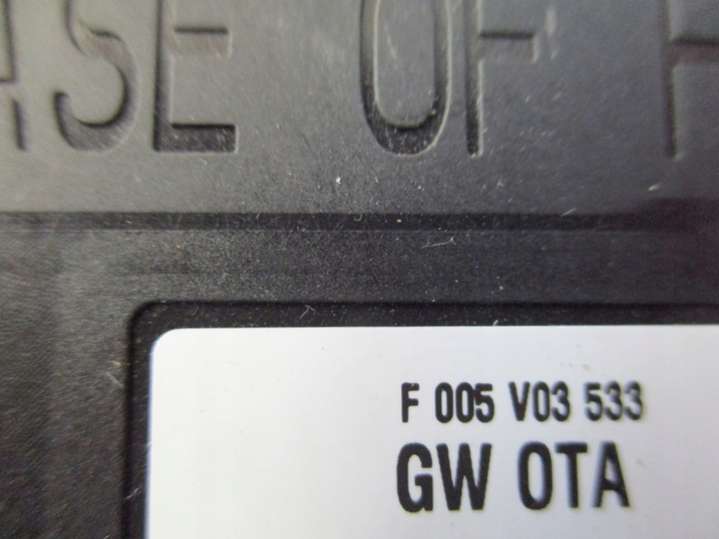 ASE OF
F 005 V03 533
GW OTA